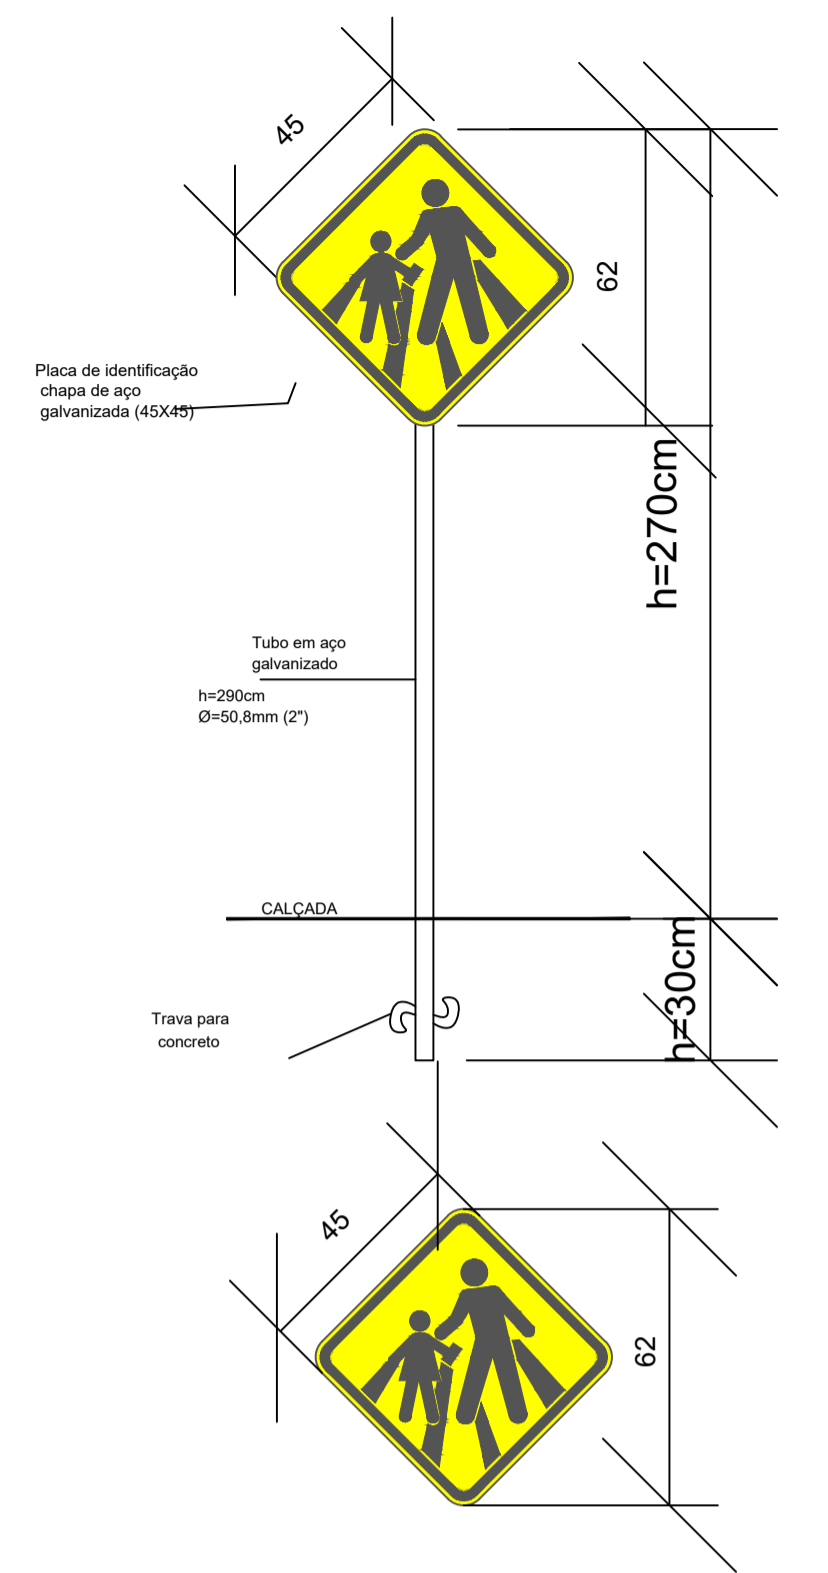 45
62
Placa de identificação
chapa de aço
galvanizada (45X45)
h=270cm
Tubo em aço
galvanizado
h=290cm
Ø=50,8mm (2")
CALÇADA
h=30cm
Trava para
concreto
45
62